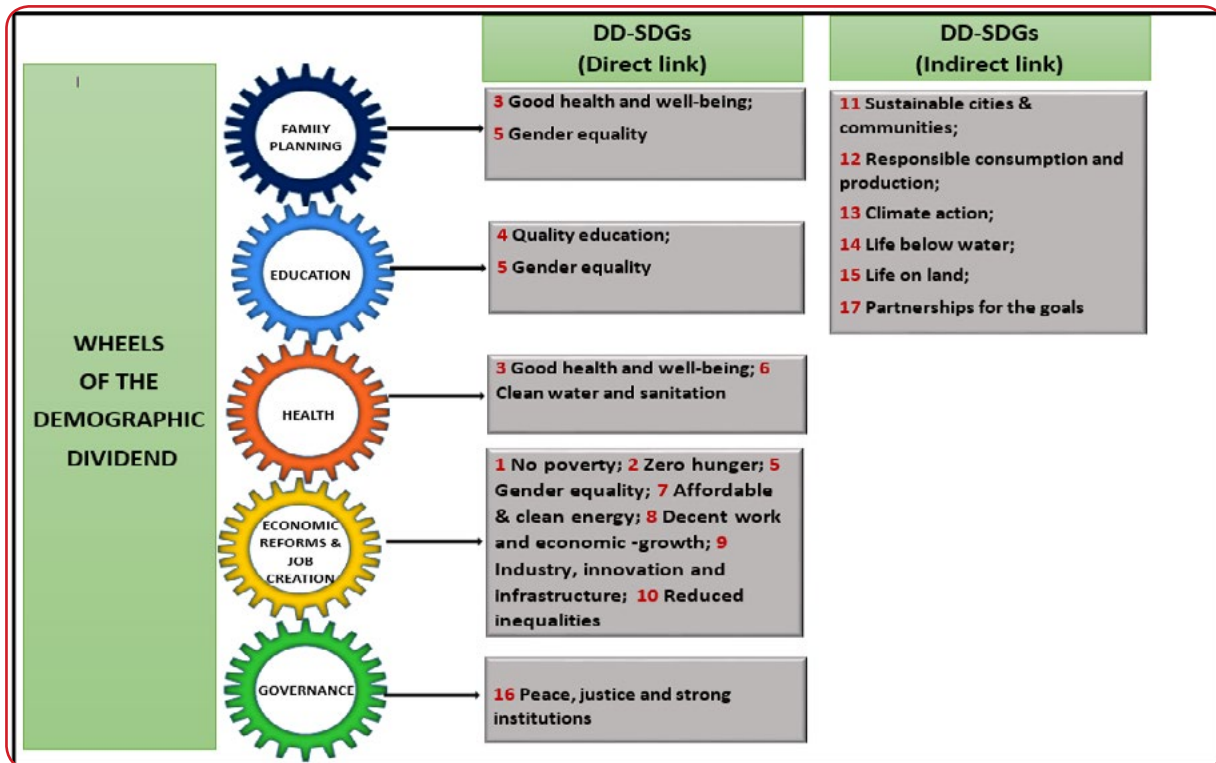 WHEELS
OF THE
DEMOGRAPHIC
DIVIDEND
FAMILY
PLANNING
EDUCATION
HEALTH
ECONOMIC
REFORMS &
JOB
CREATION
GOVERNANCE
DD-SDGs
(Direct link)
3 Good health and well-being;
5 Gender equality
4 Quality education;
5 Gender equality
3 Good health and well-being; 6
Clean water and sanitation
1 No poverty; 2 Zero hunger; 5
Gender equality; 7 Affordable
& clean energy; 8 Decent work
and economic -growth; 9
Industry, innovation and
infrastructure; 10 Reduced
inequalities
16 Peace, justice and strong
institutions
DD-SDGs
(Indirect link)
11 Sustainable cities &
communities;
12 Responsible consumption and
production;
13 Climate action;
14 Life below water;
15 Life on land;
17 Partnerships for the goals